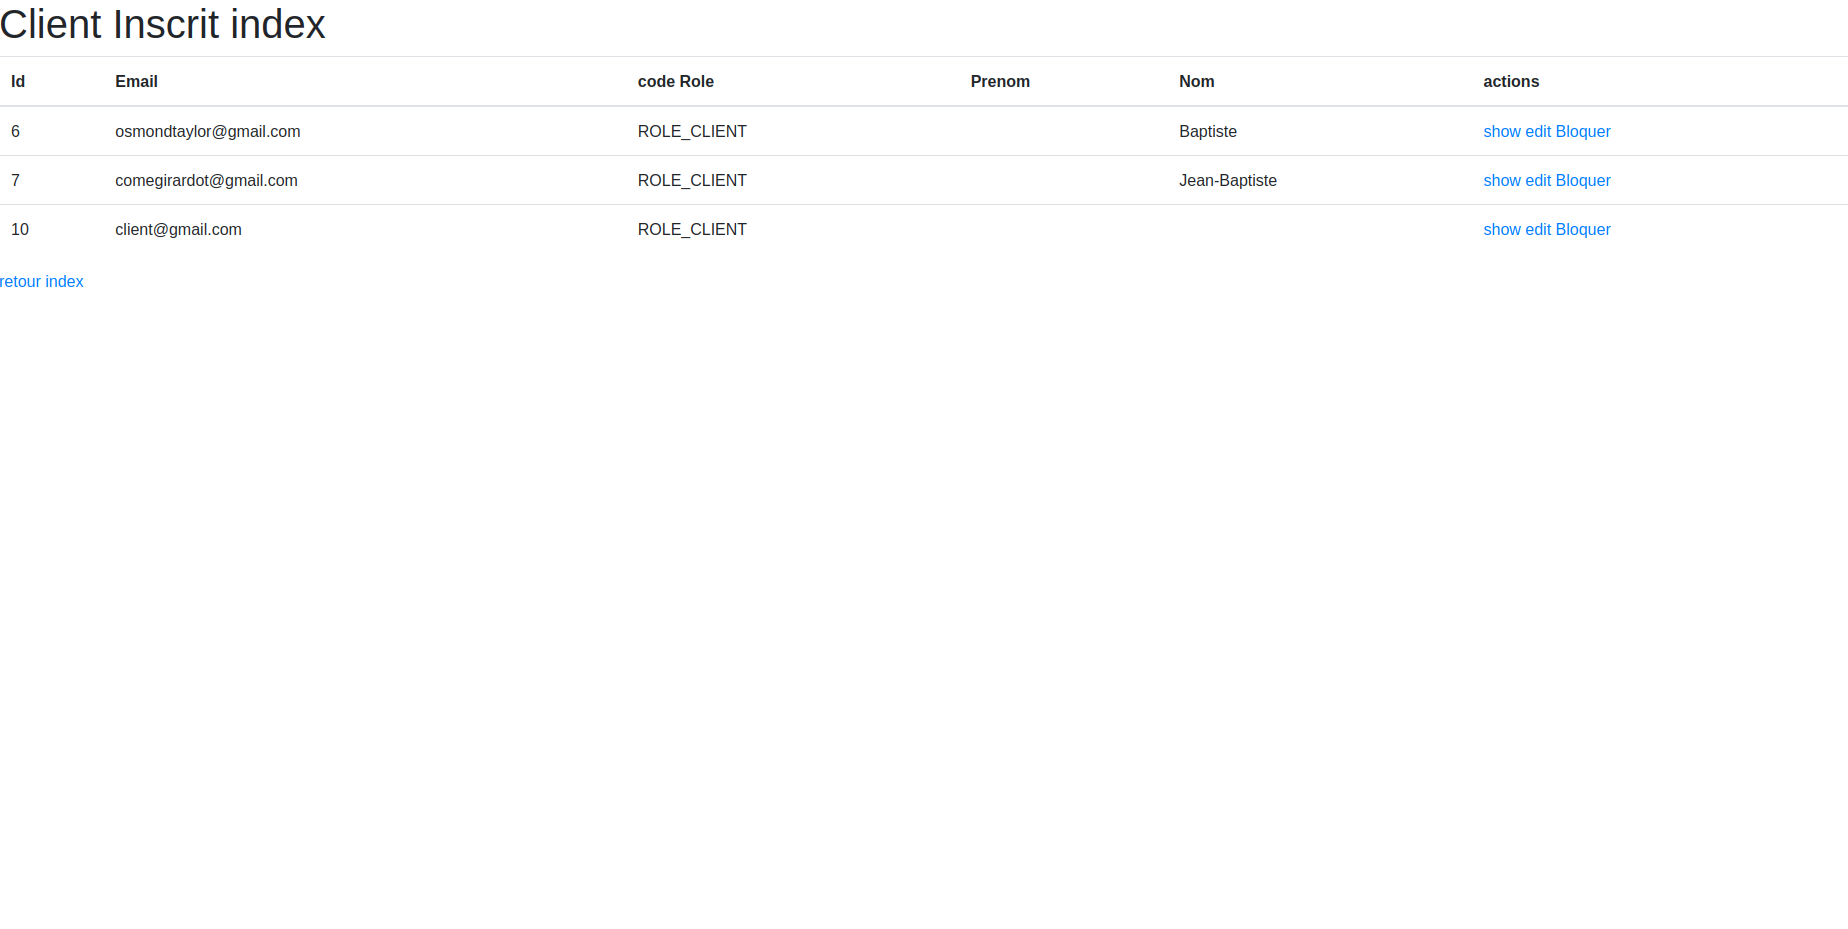 Client Inscrit index
Id Email code Role Prenom Nom actions
6 osmondtaylor@gmail.com ROLE_CLIENT Baptiste show edit Bloquer
7 comegirardot@gmail.com ROLE_CLIENT Jean-Baptiste show edit Bloquer
10 client@gmail.com ROLE_CLIENT show edit Bloquer
retour index